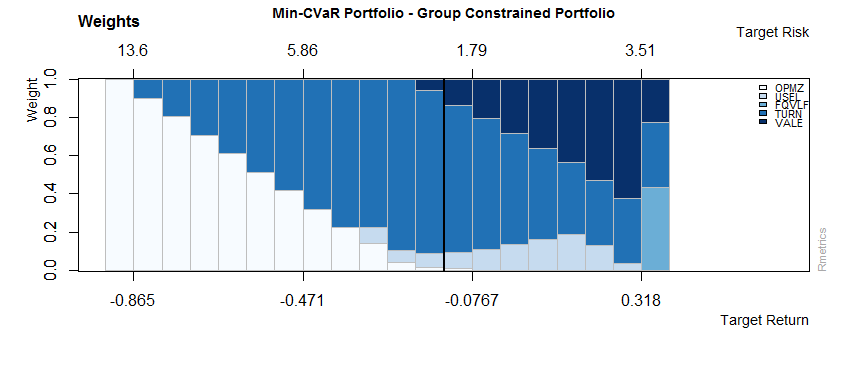 Min-CVaR Portfolio - Group Constrained Portfolio
Weights
Target Risk
13.6 5.86 1.79 3.51
Weight
1.0
0.8
0.6
0.4
0.2
0.0
OPMZ
USEI
FQVLF
TURN
VALE
-0.865 -0.471 -0.0767 0.318
Target Return
Rmetrics